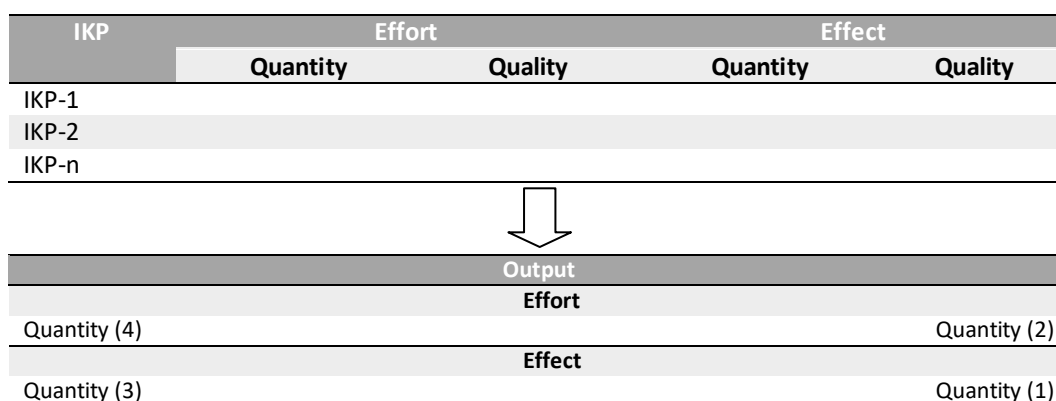 IKP Effort Effect
Quantity Quality Quantity Quality
IKP-1
IKP-2
IKP-n
Output
Effort
Quantity (4) Quantity (2)
Effect
Quantity (3) Quantity (1)